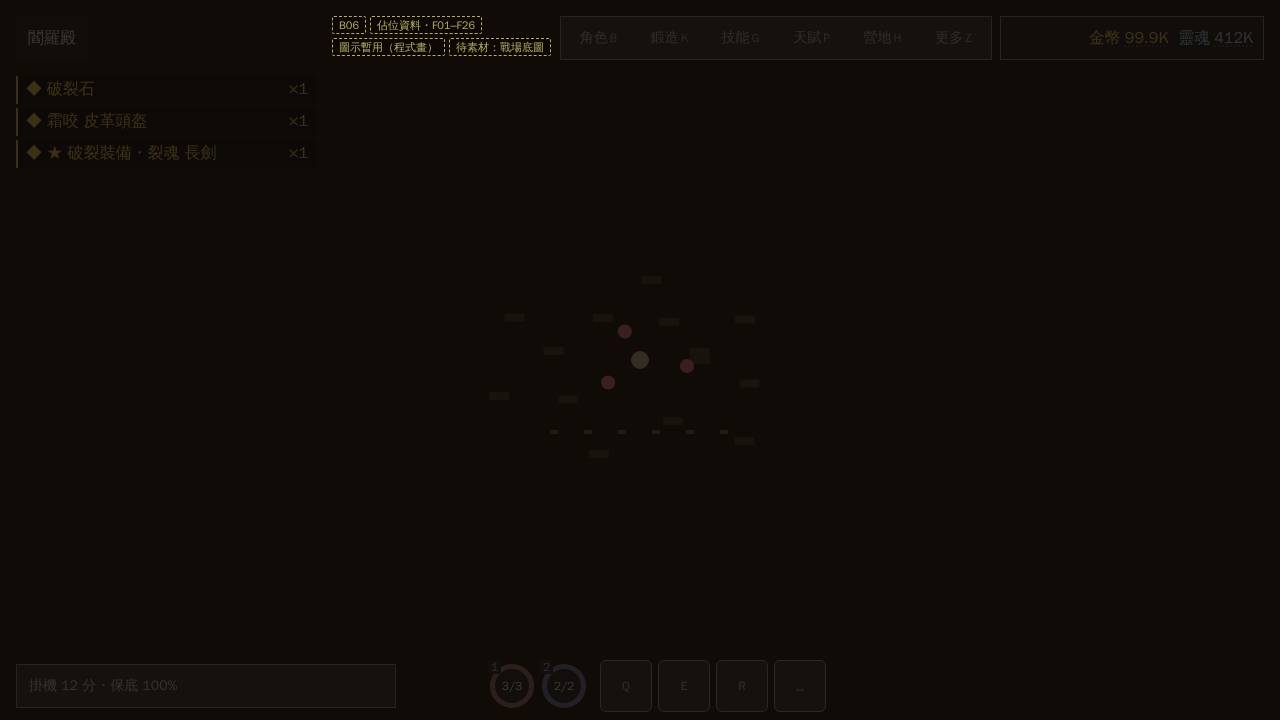 閻羅殿
B06 佔位資料・F01–F26
圖示暫用（程式畫） 待素材：戰場底圖
角色B 鍛造K 技能G 天賦P 營地H 更多Z
金幣 99.9K 靈魂 412K
◆ 破裂石 ×1
◆ 霜咬 皮革頭盔 ×1
◆ ★ 破裂裝備・裂魂 長劍 ×1
掛機 12 分・保底 100%
1 3/3 2 2/2 Q E R ⎵